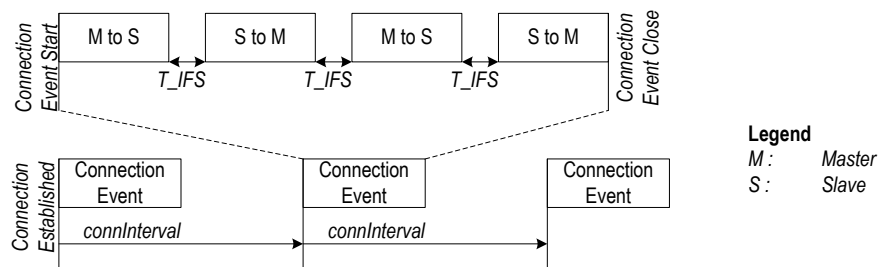 Connection
Event Start
M to S
S to M
M to S
S to M
Connection
Event Close
T_IFS
T_IFS
T_IFS
Connection
Established
Connection
Event
Connection
Event
Connection
Event
connInterval
connInterval
Legend
M : Master
S : Slave